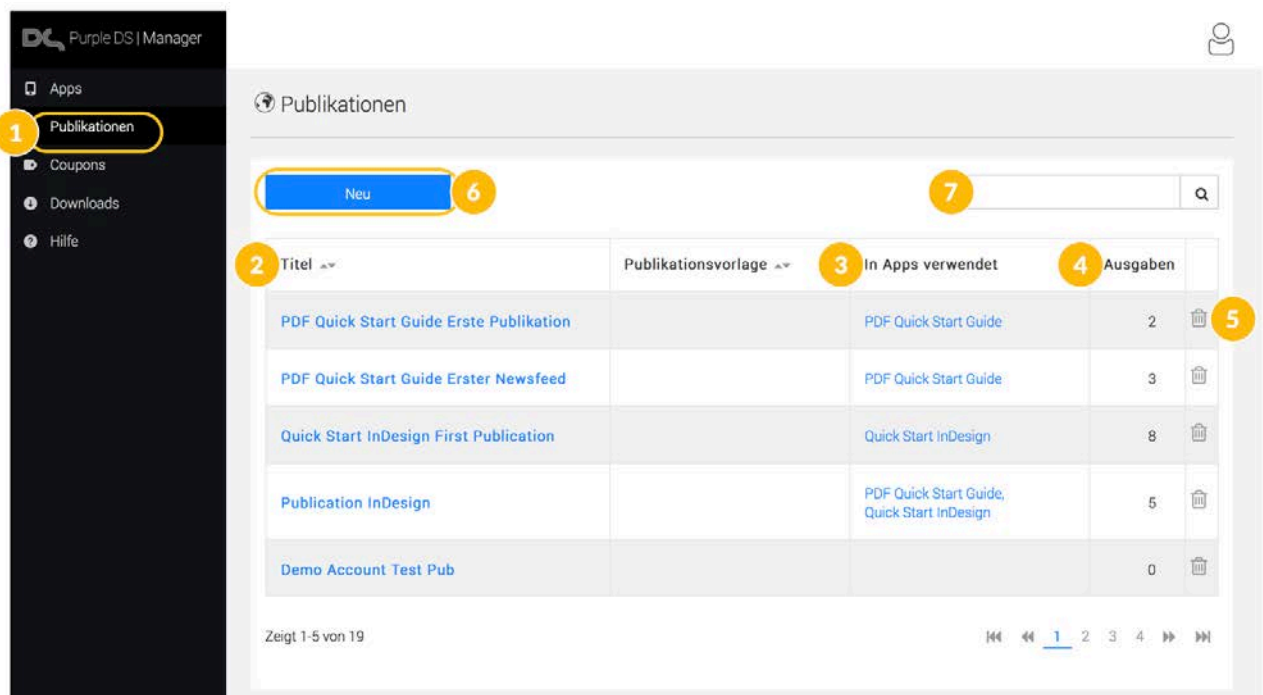 Purple DS | Manager
Apps
1 Publikationen
Coupons
Downloads
Hilfe
Publikationen
Neu 6 7
2 Titel Publikationsvorlage 3 In Apps verwendet 4 Ausgaben
PDF Quick Start Guide Erste Publikation PDF Quick Start Guide 2 5
PDF Quick Start Guide Erster Newsfeed PDF Quick Start Guide 3
Quick Start InDesign First Publication Quick Start InDesign 8
Publication InDesign PDF Quick Start Guide, 5
Quick Start InDesign
Demo Account Test Pub 0
Zeigt 1-5 von 19 1 2 3 4